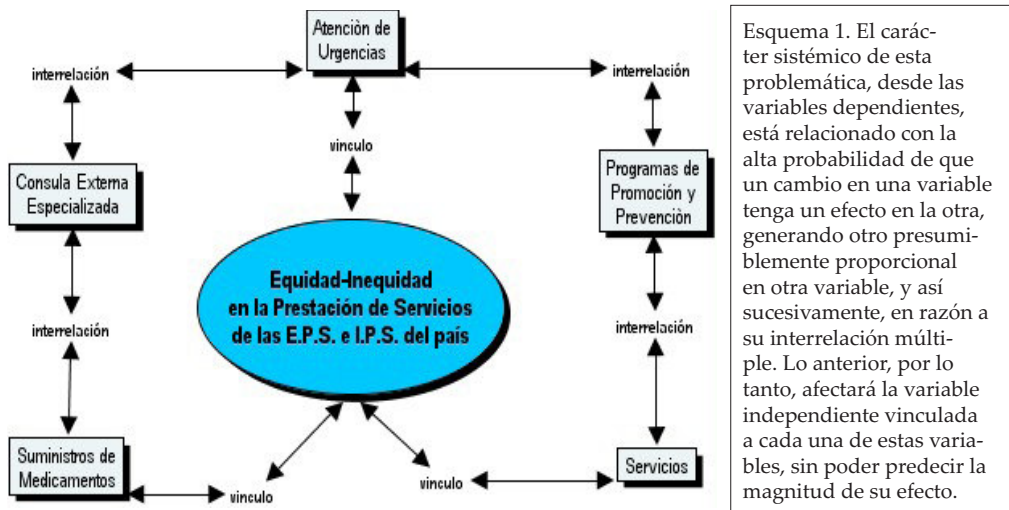 Atenciòn de
Urgencias
interrelación
interrelación
vinculo
Consula Externa
Especializada
Programas de
Promoción y
Prevenciòn
Equidad-Inequidad
en la Prestación de Servicios
de las E.P.S. e I.P.S. del país
interrelación
interrelación
Suministros de
Medicamentos
vinculo
vinculo
Servicios
Esquema 1. El carác-
ter sistémico de esta
problemática, desde las
variables dependientes,
está relacionado con la
alta probabilidad de que
un cambio en una variable
tenga un efecto en la otra,
generando otro presumi-
blemente proporcional
en otra variable, y así
sucesivamente, en razón a
su interrelación múlti-
ple. Lo anterior, por lo
tanto, afectará la variable
independiente vinculada
a cada una de estas varia-
bles, sin poder predecir la
magnitud de su efecto.